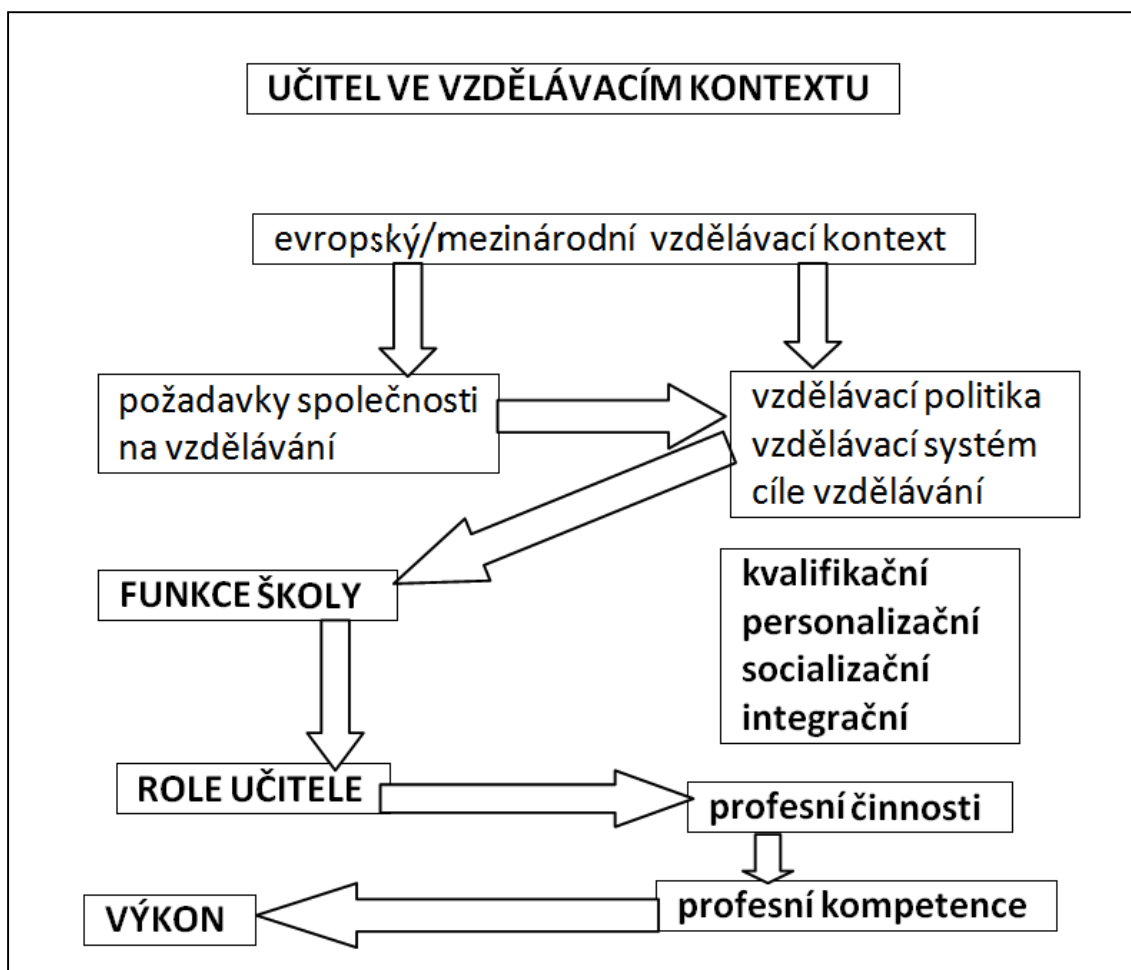 UČITEL VE VZDĚLÁVACÍM KONTEXTU
evropský/mezinárodní vzdělávací kontext
požadavky společnosti
na vzdělávání
vzdělávací politika
vzdělávací systém
cíle vzdělávání
FUNKCE ŠKOLY
kvalifikační
personalizační
socializační
integrační
ROLE UČITELE
profesní činnosti
profesní kompetence
VÝKON